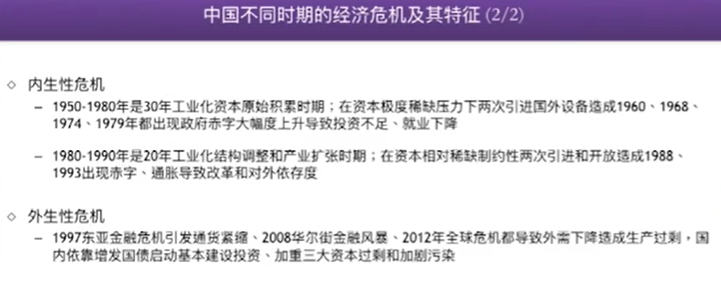 中国不同时期的经济危机及其特征 (2/2)
◇ 内生性危机
– 1950-1980年是30年工业化资本原始积累时期；在资本极度稀缺压力下两次引进国外设备造成1960、1968、
1974、1979年都出现政府赤字大幅度上升导致投资不足、就业下降
– 1980-1990年是20年工业化结构调整和产业扩张时期；在资本相对稀缺制约性两次引进和开放造成1988、
1993出现赤字、通胀导致改革和对外依存度
◇ 外生性危机
– 1997东亚金融危机引发通货紧缩、2008华尔街金融风暴、2012年全球危机都导致外需下降造成生产过剩，国
内依靠增发国债启动基本建设投资、加重三大资本过剩和加剧污染